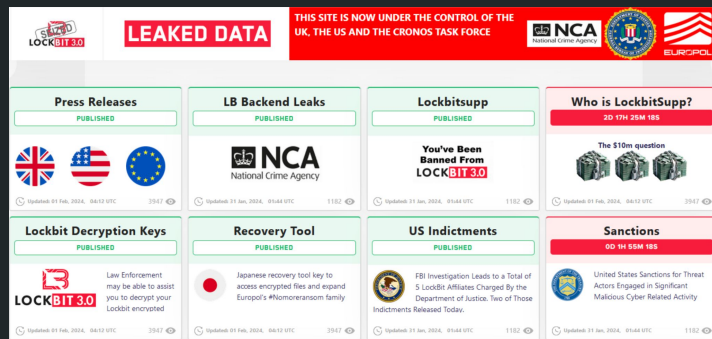 SEIZED
LOCKBIT 3.0
LEAKED DATA
THIS SITE IS NOW UNDER THE CONTROL OF THE
UK, THE US AND THE CRONOS TASK FORCE
NCA
National Crime Agency
EUROPOL
Press Releases
PUBLISHED
Updated: 01 Feb, 2024, 04:12 UTC
3947
LB Backend Leaks
PUBLISHED
NCA
National Crime Agency
Updated: 31 Jan, 2024, 01:44 UTC
1182
Lockbitsupp
PUBLISHED
You've Been
Banned From
LOCKBIT 3.0
Updated: 31 Jan, 2024, 01:44 UTC
1182
Who is LockbitSupp?
2D 17H 25M 18S
The $10m question
Updated: 01 Feb, 2024, 04:12 UTC
3947
Lockbit Decryption Keys
PUBLISHED
LOCKBIT 3.0
Law Enforcement
may be able to assist
you to decrypt your
Lockbit encrypted
Updated: 01 Feb, 2024, 04:12 UTC
3947
Recovery Tool
PUBLISHED
Japanese recovery tool key to
access encrypted files and expand
Europol's #Nomoreransom family
Updated: 01 Feb, 2024, 04:12 UTC
3947
US Indictments
PUBLISHED
FBI Investigation Leads to a Total of
5 LockBit Affiliates Charged By the
Department of Justice. Two of Those
Indictments Released Today.
Updated: 31 Jan, 2024, 01:44 UTC
1182
Sanctions
0D 1H 55M 18S
United States Sanctions for Threat
Actors Engaged in Significant
Malicious Cyber Related Activity
Updated: 31 Jan, 2024, 01:44 UTC
1182